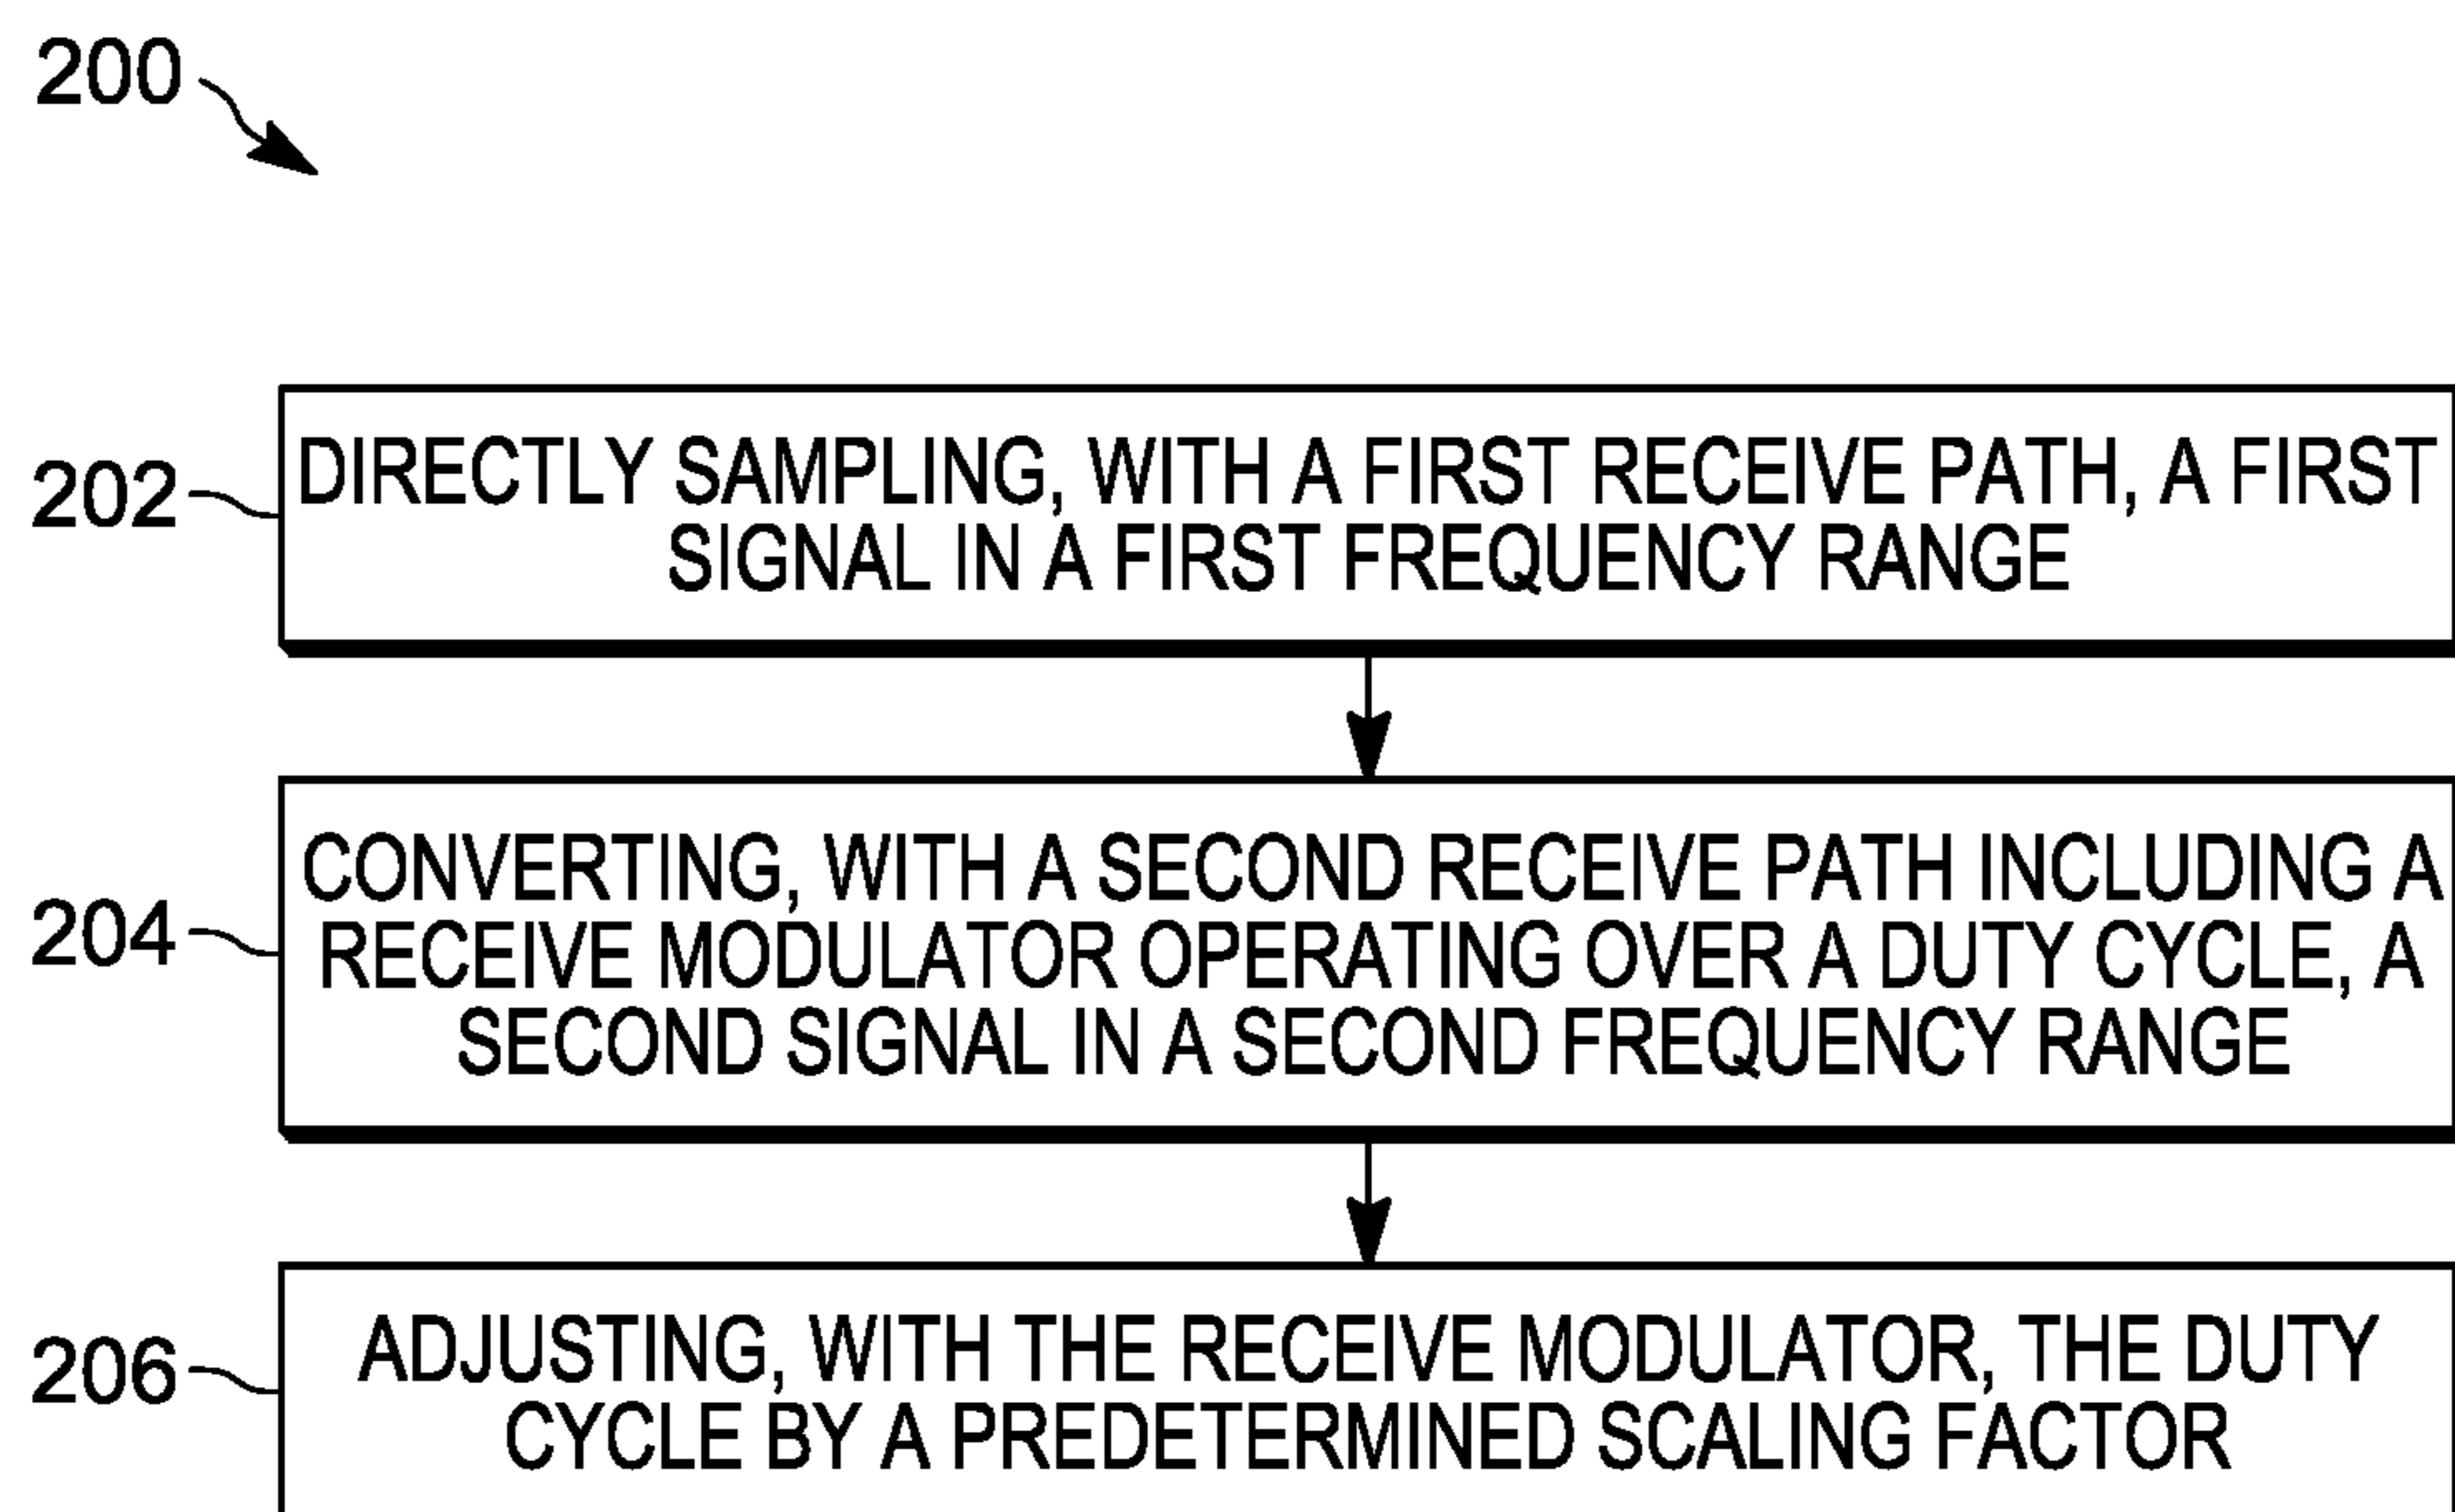 200
202
DIRECTLY SAMPLING, WITH A FIRST RECEIVE PATH, A FIRST
SIGNAL IN A FIRST FREQUENCY RANGE
204
CONVERTING, WITH A SECOND RECEIVE PATH INCLUDING A
RECEIVE MODULATOR OPERATING OVER A DUTY CYCLE, A
SECOND SIGNAL IN A SECOND FREQUENCY RANGE
206
ADJUSTING, WITH THE RECEIVE MODULATOR, THE DUTY
CYCLE BY A PREDETERMINED SCALING FACTOR